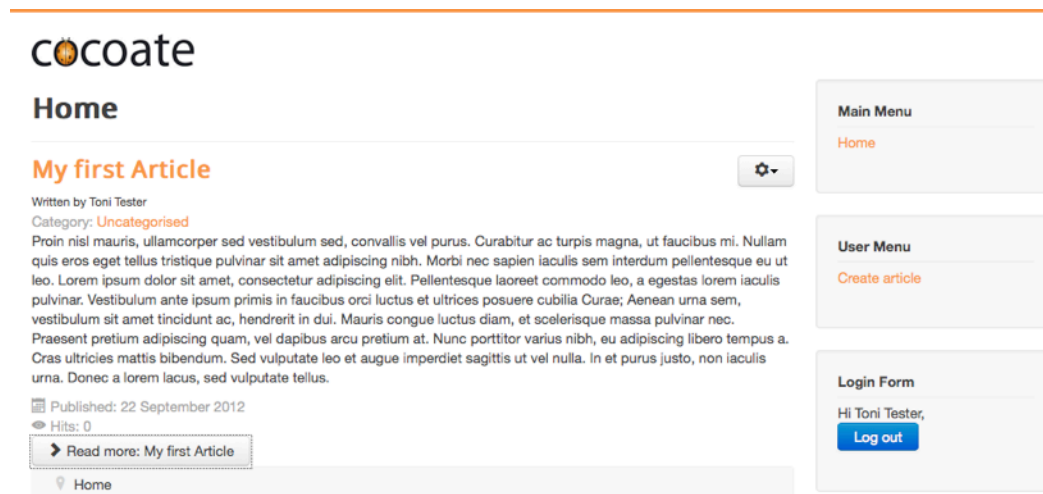 cocoate
Home
My first Article
Written by Toni Tester
Category: Uncategorised
Proin nisl mauris, ullamcorper sed vestibulum sed, convallis vel purus. Curabitur ac turpis magna, ut faucibus mi. Nullam
quis eros eget tellus tristique pulvinar sit amet adipiscing nibh. Morbi nec sapien iaculis sem interdum pellentesque eu ut
leo. Lorem ipsum dolor sit amet, consectetur adipiscing elit. Pellentesque laoreet commodo leo, a egestas lorem iaculis
pulvinar. Vestibulum ante ipsum primis in faucibus orci luctus et ultrices posuere cubilia Curae; Aenean urna sem,
vestibulum sit amet tincidunt ac, hendrerit in dui. Mauris congue luctus diam, et scelerisque massa pulvinar nec.
Praesent pretium adipiscing quam, vel dapibus arcu pretium at. Nunc porttitor varius nibh, eu adipiscing libero tempus a.
Cras ultricies mattis bibendum. Sed vulputate leo et augue imperdiet sagittis ut vel nulla. In et purus justo, non iaculis
urna. Donec a lorem lacus, sed vulputate tellus.
Published: 22 September 2012
Hits: 0
Read more: My first Article
Home
Main Menu
Home
User Menu
Create article
Login Form
Hi Toni Tester,
Log out